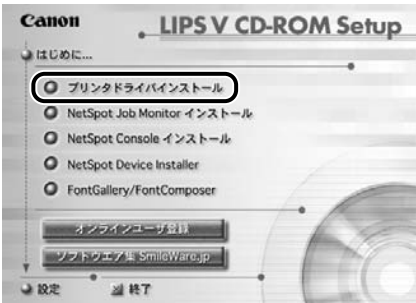 Canon
LIPS V CD-ROM Setup
はじめに...
プリンタドライバインストール
NetSpot Job Monitor インストール
NetSpot Console インストール
NetSpot Device Installer
FontGallery/FontComposer
オンラインユーザ登録
ソフトウエア集 SmileWare.jp
設定
終了